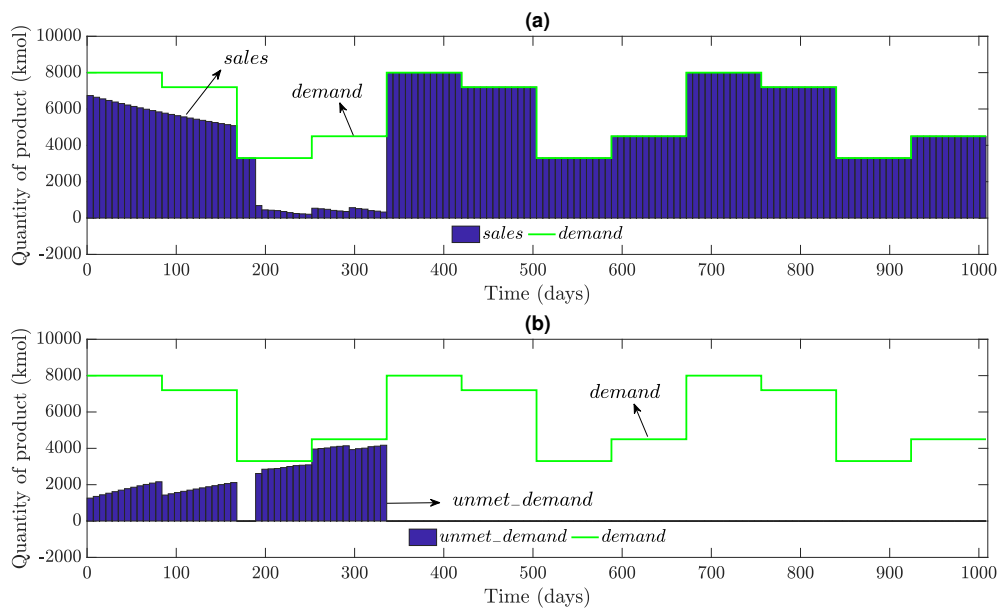 (a)
10000
8000
6000
4000
2000
0
-2000
Quantity of product (kmol)
sales
demand
sales demand
0 100 200 300 400 500 600 700 800 900 1000
Time (days)
(b)
10000
8000
6000
4000
2000
0
-2000
Quantity of product (kmol)
demand
unmet_demand
unmet_demand demand
0 100 200 300 400 500 600 700 800 900 1000
Time (days)